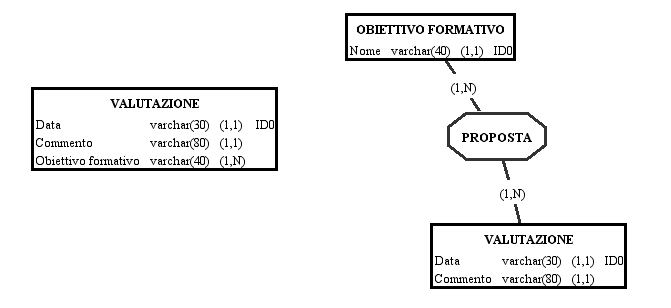 VALUTAZIONE
Data varchar(30) (1,1) ID0
Commento varchar(80) (1,1)
Obiettivo formativo varchar(40) (1,N)
OBIETTIVO FORMATIVO
Nome varchar(40) (1,1) ID0
(1,N)
PROPOSTA
(1,N)
VALUTAZIONE
Data varchar(30) (1,1) ID0
Commento varchar(80) (1,1)